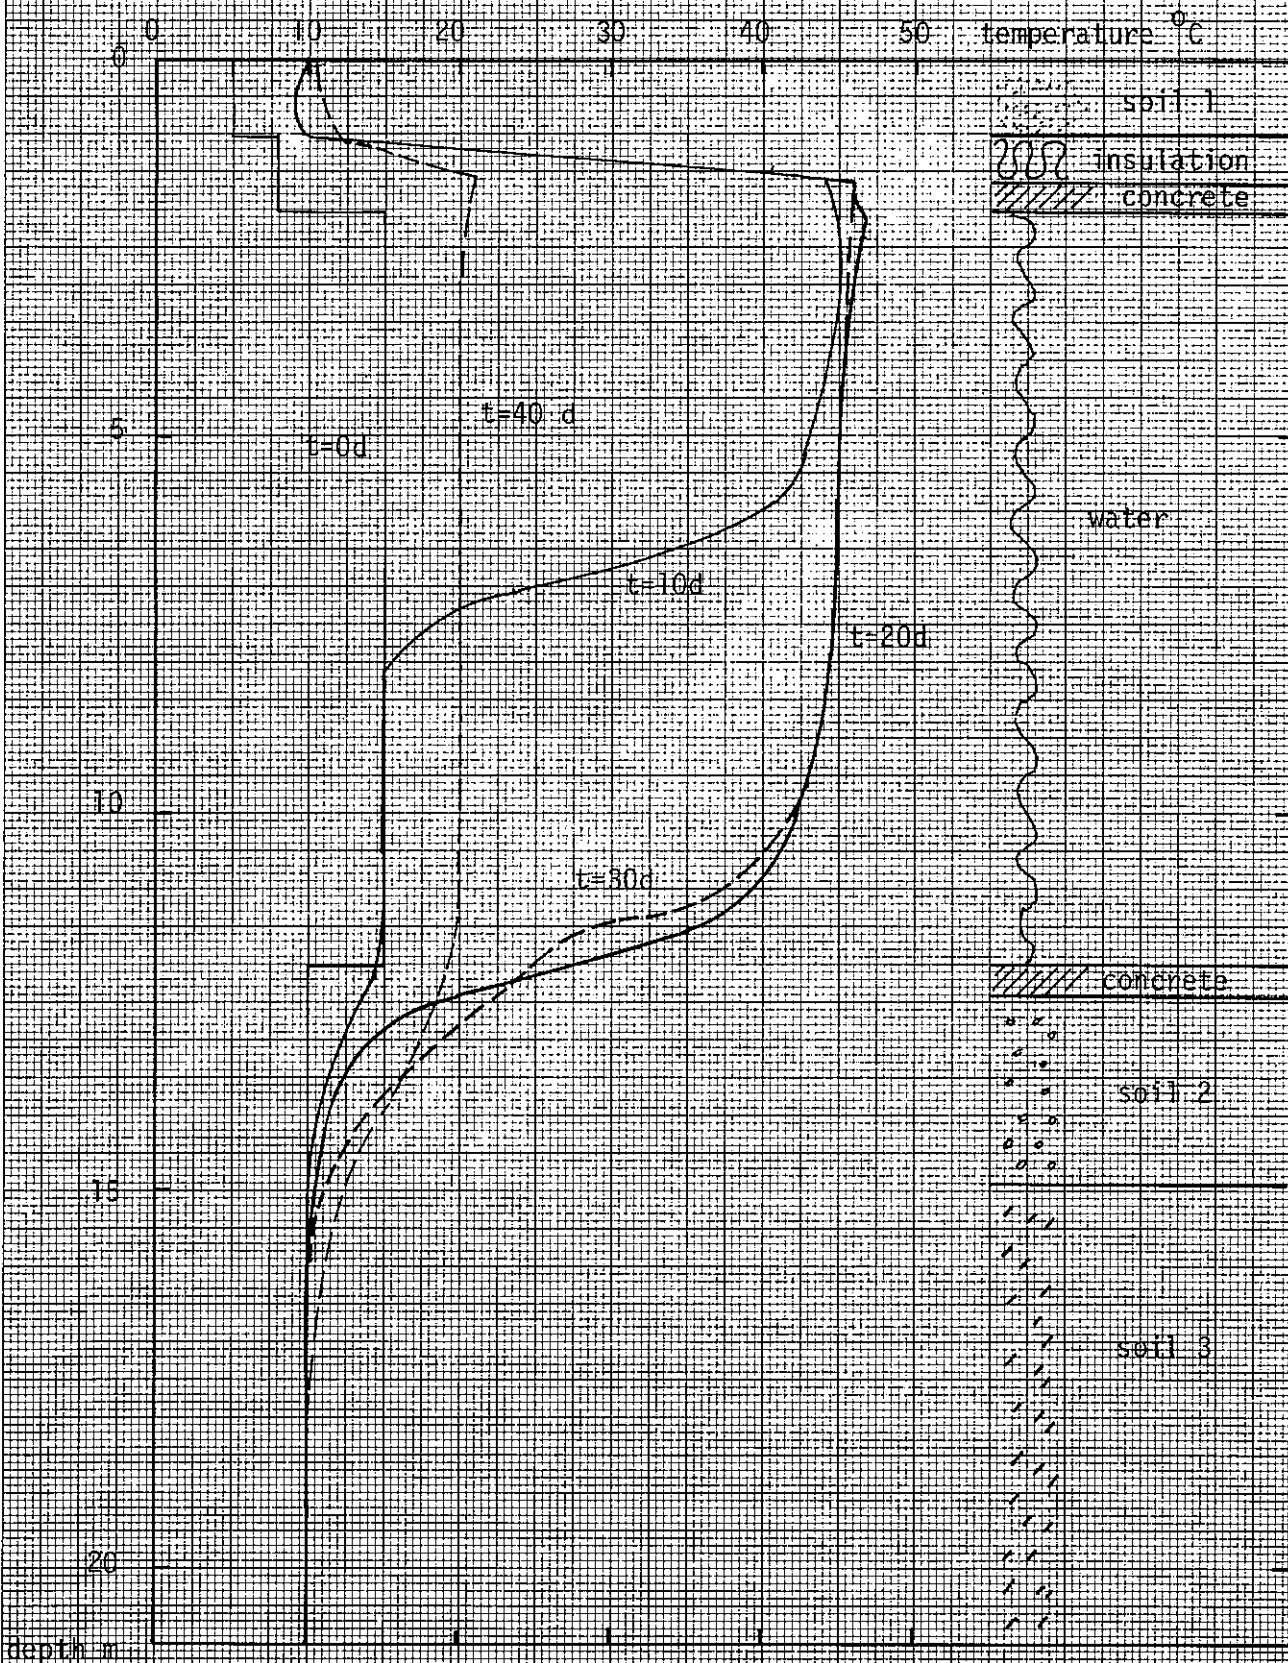 0 10 20 30 40 50 temperature °C
0
soil 1
insulation
concrete
t=40 d
5
t=0d
water
t=10d
t=20d
10
t=30d
concrete
soil 2
15
soil 3
20
depth m